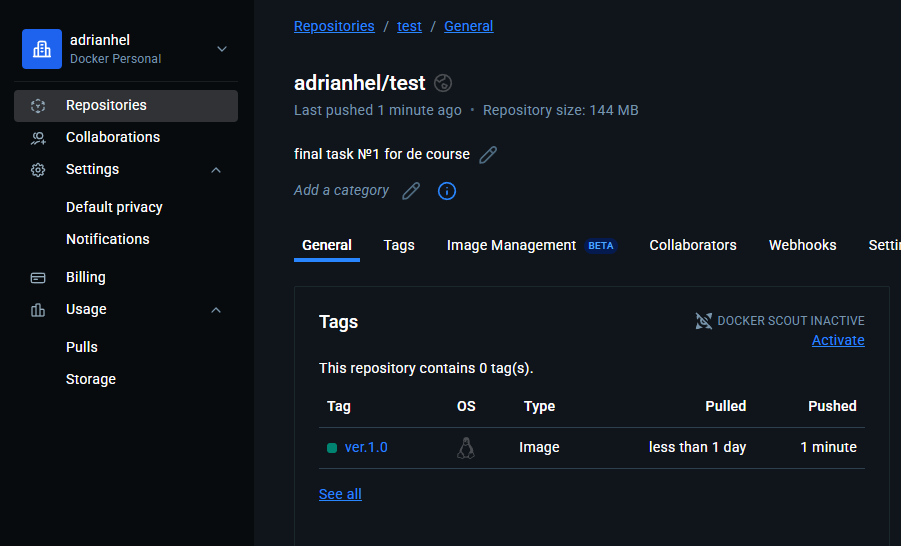 adrianhel
Docker Personal
Repositories
Collaborations
Settings
Default privacy
Notifications
Billing
Usage
Pulls
Storage
Repositories / test / General
adrianhel/test
Last pushed 1 minute ago • Repository size: 144 MB
final task №1 for de course
Add a category
General Tags Image Management BETA Collaborators Webhooks Setti
Tags
DOCKER SCOUT INACTIVE
Activate
This repository contains 0 tag(s).
Tag OS Type Pulled Pushed
ver.1.0 Image less than 1 day 1 minute
See all